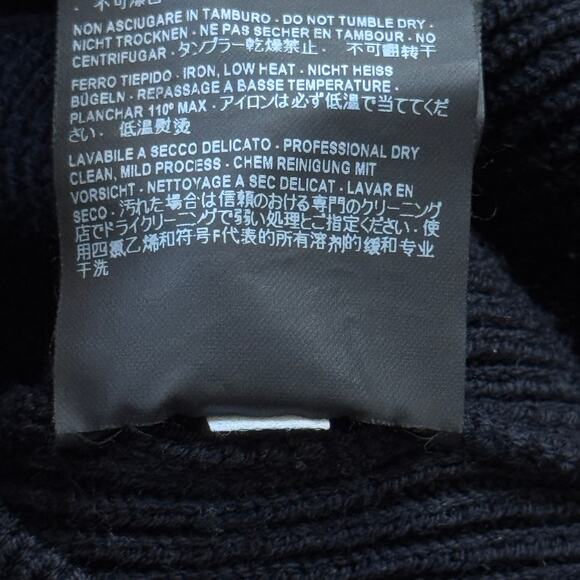 . 不可漂白
NON ASCIUGARE IN TAMBURO - DO NOT TUMBLE DRY -
NICHT TROCKNEN - NE PAS SECHER EN TAMBOUR - NO
CENTRIFUGAR - タンブラー乾燥禁止 . 不可翻转干
FERRO TIEPIDO - IRON, LOW HEAT - NICHT HEISS
BÜGELN - REPASSAGE A BASSE TEMPERATURE -
PLANCHAR 110º MAX - アイロンは必ず低温で当ててくだ
さい. 低温熨烫
LAVABILE A SECCO DELICATO - PROFESSIONAL DRY
CLEAN, MILD PROCESS - CHEM REINIGUNG MIT
VORSICHT - NETTOYAGE A SEC DELICAT - LAVAR EN
SECO - 汚れた場合は信頼のおける専門のクリーニング
店でドライクリーニングで弱い処理とご指定ください. 使
用四氯乙烯和符号F代表的所有溶剂的缓和专业
干洗